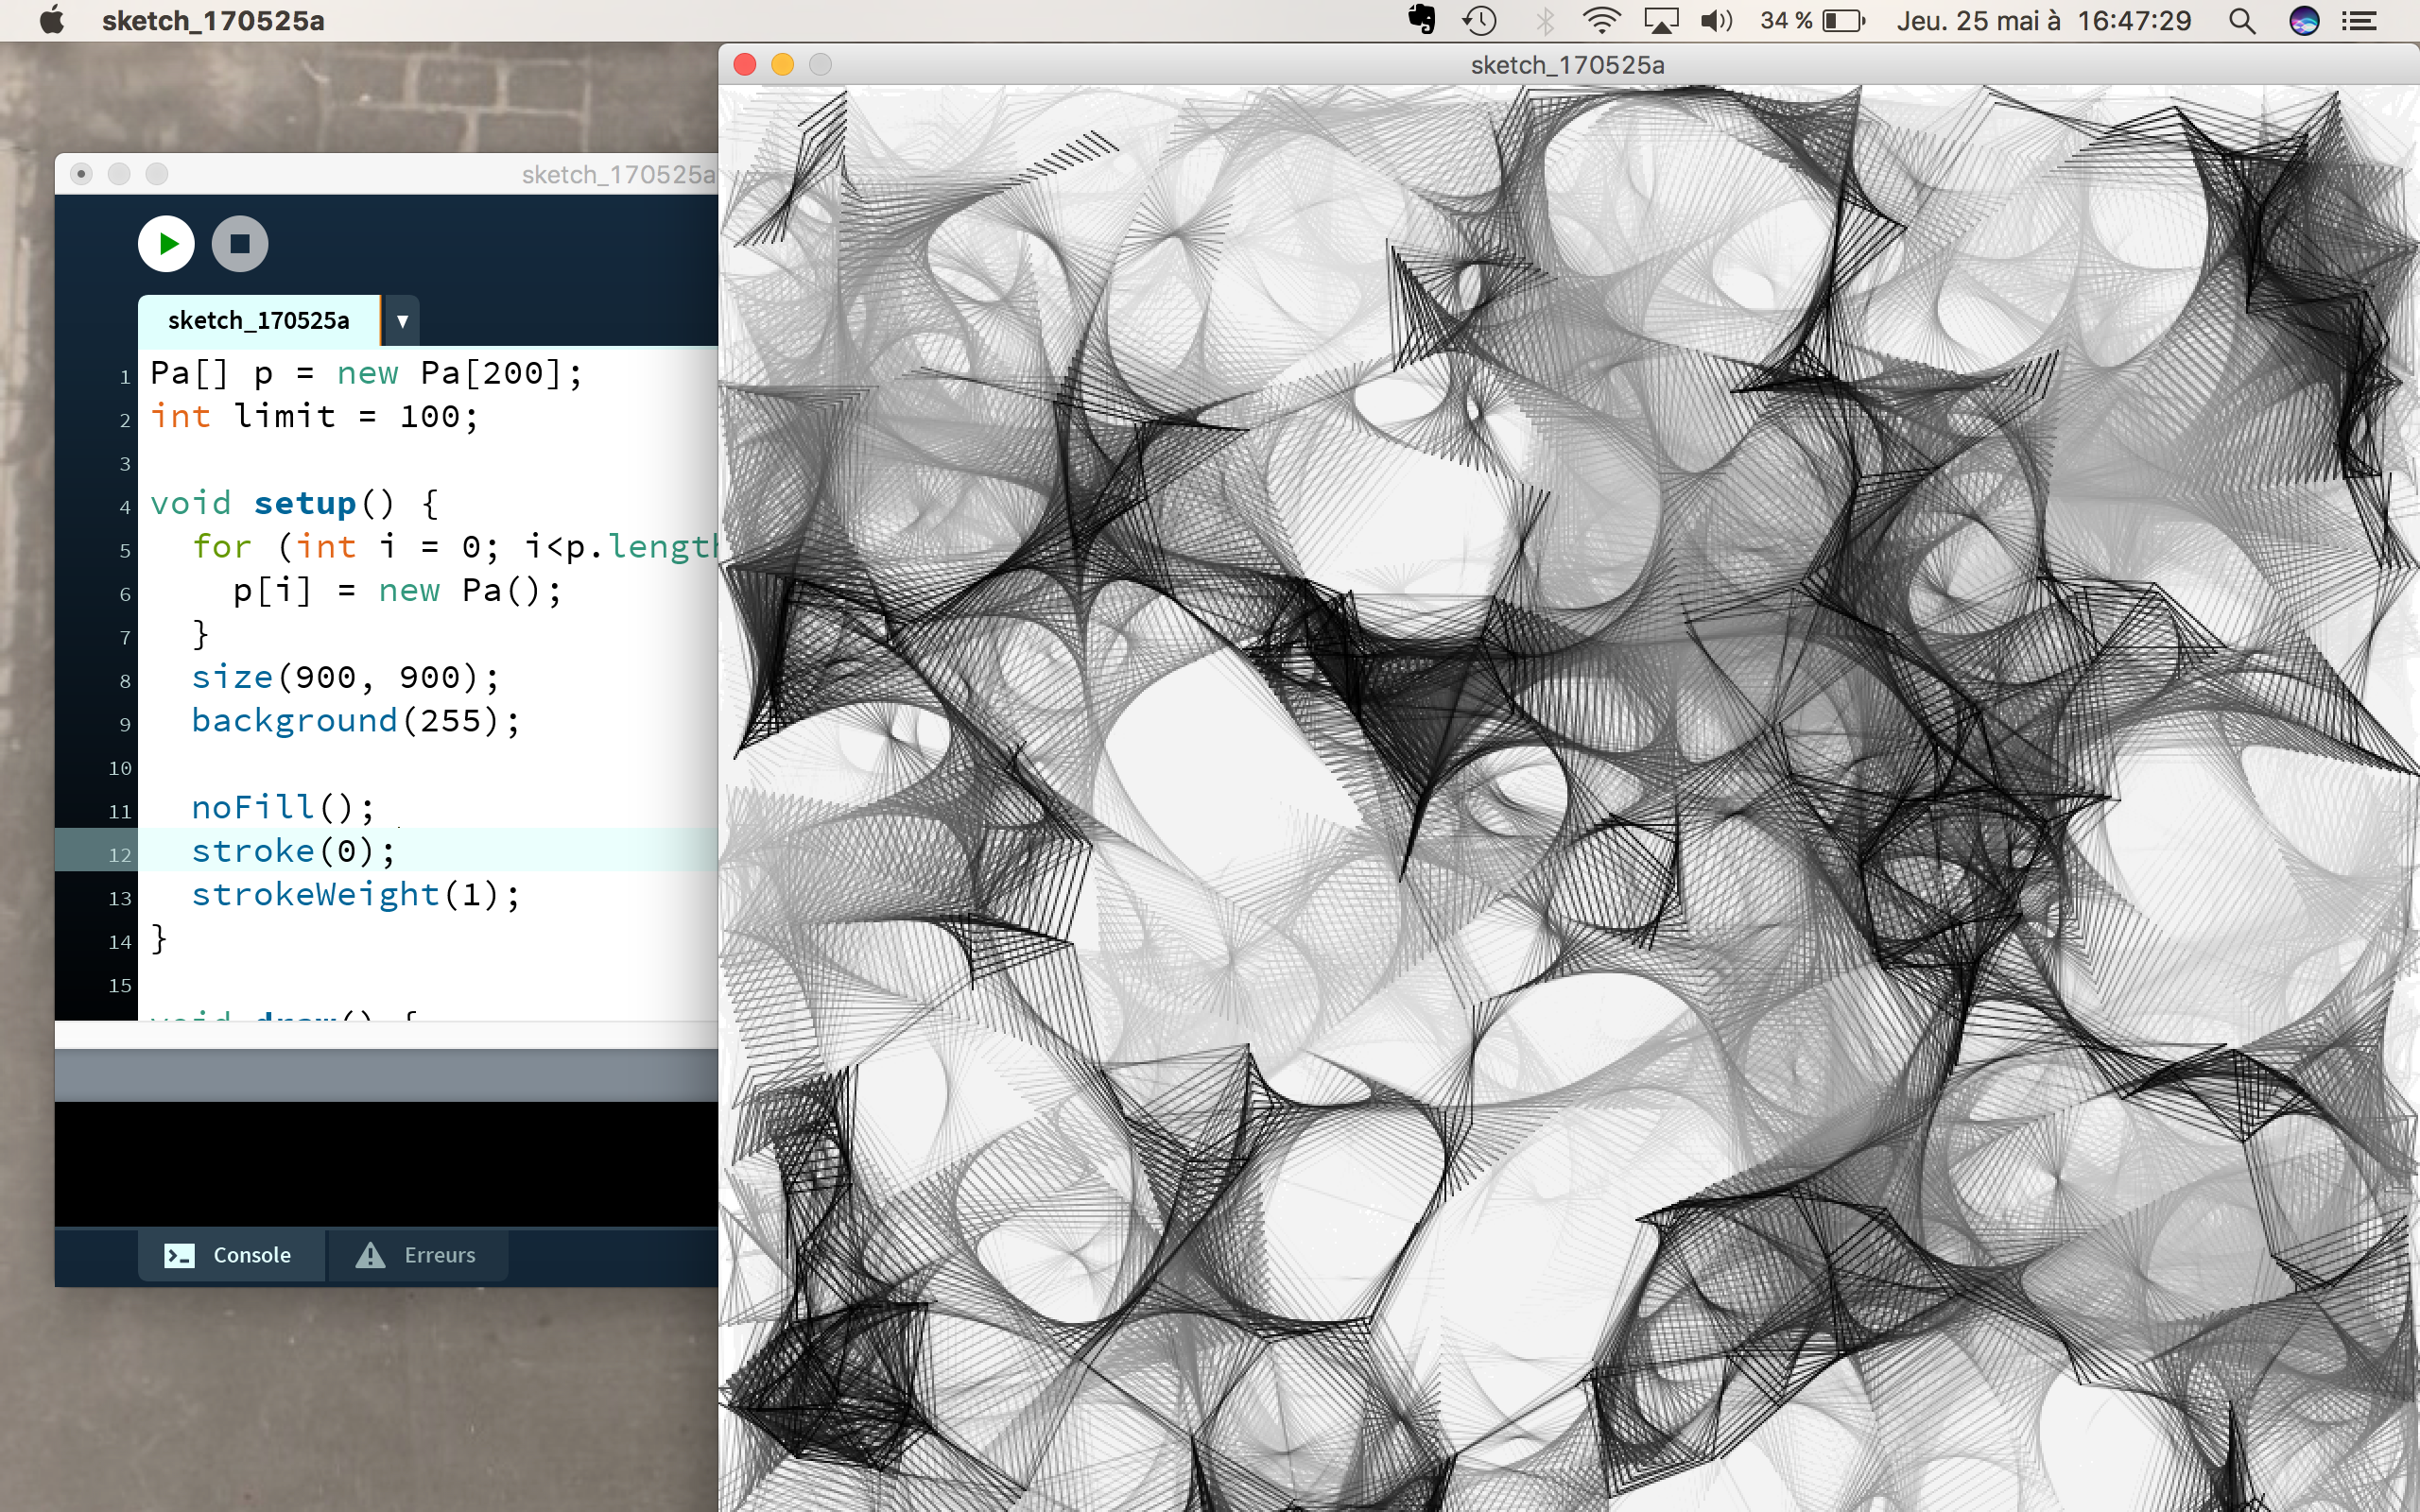 sketch_170525a
34 %
Jeu. 25 mai à 16:47:29
sketch_170525a
sketch_170525a
sketch_170525a
1 Pa[] p = new Pa[200];
2 int limit = 100;
3
4 void setup() {
5 for (int i = 0; i<p.length
6 p[i] = new Pa();
7 }
8 size(900, 900);
9 background(255);
10
11 noFill();
12 stroke(0);
13 strokeWeight(1);
14 }
15
void draw() {
Console
Erreurs